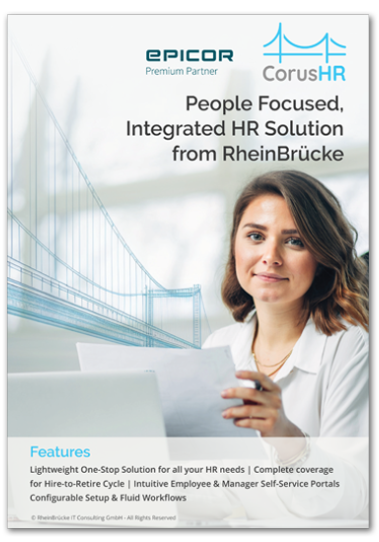 EPICOR
Premium Partner
CorusHR
People Focused,
Integrated HR Solution
from RheinBrücke
Features
Lightweight One-Stop Solution for all your HR needs | Complete coverage
for Hire-to-Retire Cycle | Intuitive Employee & Manager Self-Service Portals
Configurable Setup & Fluid Workflows
© RheinBrücke IT Consulting GmbH - All Rights Reserved